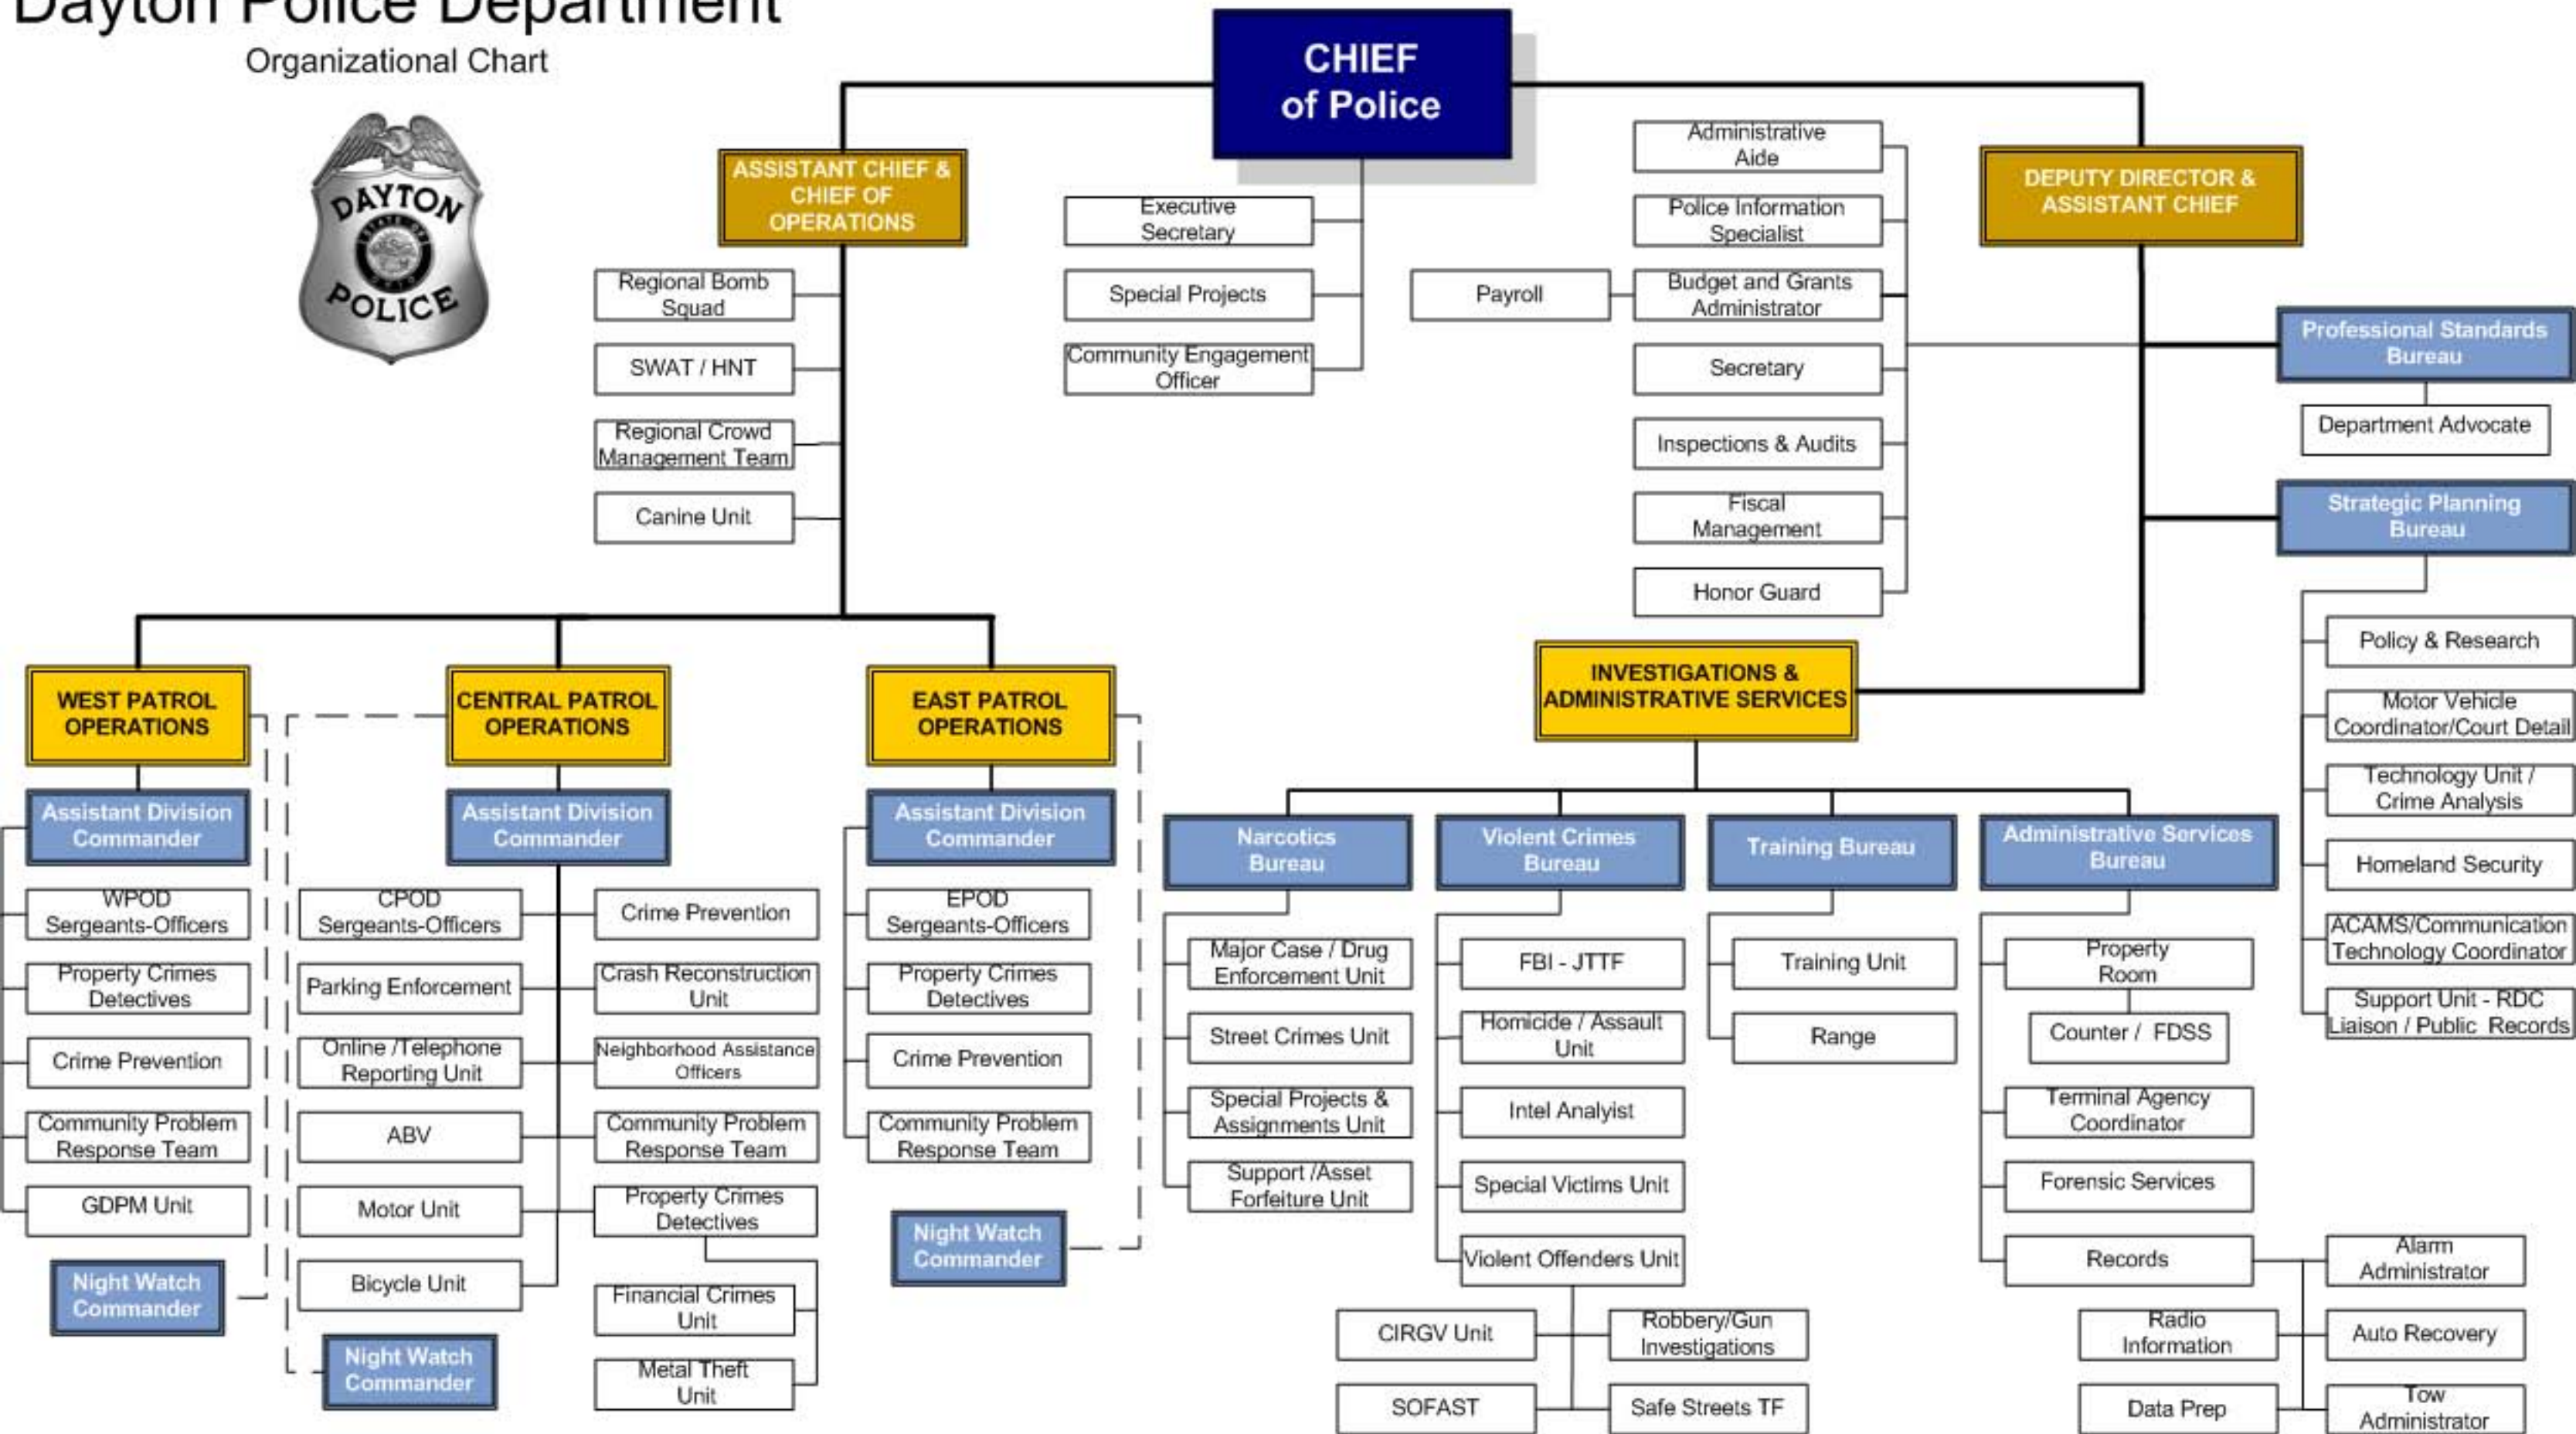 Dayton Police Department
Organizational Chart
DAYTON
STATE OF
OHIO
POLICE
CHIEF
of Police
ASSISTANT CHIEF &
CHIEF OF
OPERATIONS
DEPUTY DIRECTOR &
ASSISTANT CHIEF
Executive
Secretary
Special Projects
Community Engagement
Officer
Administrative
Aide
Police Information
Specialist
Payroll
Budget and Grants
Administrator
Secretary
Inspections & Audits
Fiscal
Management
Honor Guard
Regional Bomb
Squad
SWAT / HNT
Regional Crowd
Management Team
Canine Unit
Professional Standards
Bureau
Department Advocate
Strategic Planning
Bureau
Policy & Research
Motor Vehicle
Coordinator/Court Detail
Technology Unit /
Crime Analysis
Homeland Security
ACAMS/Communication
Technology Coordinator
Support Unit - RDC
Liaison / Public Records
WEST PATROL
OPERATIONS
Assistant Division
Commander
WPOD
Sergeants-Officers
Property Crimes
Detectives
Crime Prevention
Community Problem
Response Team
GDPM Unit
Night Watch
Commander
CENTRAL PATROL
OPERATIONS
Assistant Division
Commander
CPOD
Sergeants-Officers
Parking Enforcement
Online /Telephone
Reporting Unit
ABV
Motor Unit
Bicycle Unit
Night Watch
Commander
Crime Prevention
Crash Reconstruction
Unit
Neighborhood Assistance
Officers
Community Problem
Response Team
Property Crimes
Detectives
Financial Crimes
Unit
Metal Theft
Unit
EAST PATROL
OPERATIONS
Assistant Division
Commander
EPOD
Sergeants-Officers
Property Crimes
Detectives
Crime Prevention
Community Problem
Response Team
Night Watch
Commander
INVESTIGATIONS &
ADMINISTRATIVE SERVICES
Narcotics
Bureau
Major Case / Drug
Enforcement Unit
Street Crimes Unit
Special Projects &
Assignments Unit
Support /Asset
Forfeiture Unit
Violent Crimes
Bureau
FBI - JTTF
Homicide / Assault
Unit
Intel Analyist
Special Victims Unit
Violent Offenders Unit
CIRGV Unit
Robbery/Gun
Investigations
SOFAST
Safe Streets TF
Training Bureau
Training Unit
Range
Administrative Services
Bureau
Property
Room
Counter / FDSS
Terminal Agency
Coordinator
Forensic Services
Records
Alarm
Administrator
Radio
Information
Auto Recovery
Data Prep
Tow
Administrator